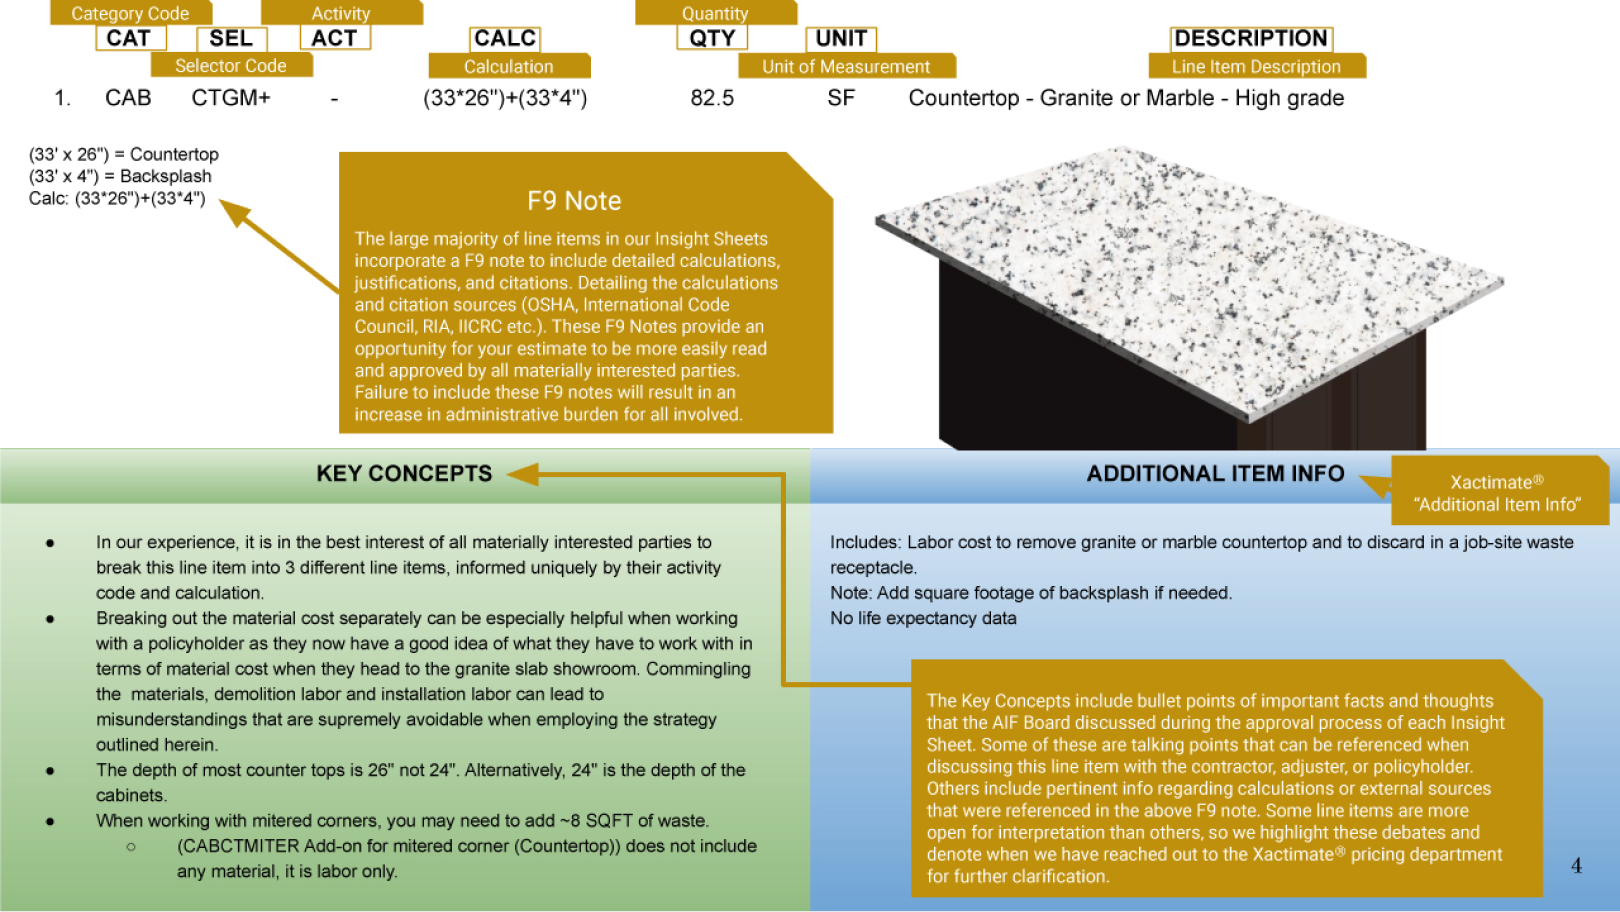 Category Code
Activity
Quantity
CAT
SEL
ACT
CALC
QTY
UNIT
DESCRIPTION
Selector Code
Calculation
Unit of Measurement
Line Item Description
1. CAB CTGM+ - (33*26")+(33*4") 82.5 SF Countertop - Granite or Marble - High grade
(33' x 26") = Countertop
(33' x 4") = Backsplash
Calc: (33*26")+(33*4")
F9 Note
The large majority of line items in our Insight Sheets
incorporate a F9 note to include detailed calculations,
justifications, and citations. Detailing the calculations
and citation sources (OSHA, International Code
Council, RIA, IICRC etc.). These F9 Notes provide an
opportunity for your estimate to be more easily read
and approved by all materially interested parties.
Failure to include these F9 notes will result in an
increase in administrative burden for all involved.
KEY CONCEPTS
● In our experience, it is in the best interest of all materially interested parties to
break this line item into 3 different line items, informed uniquely by their activity
code and calculation.
● Breaking out the material cost separately can be especially helpful when working
with a policyholder as they now have a good idea of what they have to work with in
terms of material cost when they head to the granite slab showroom. Commingling
the materials, demolition labor and installation labor can lead to
misunderstandings that are supremely avoidable when employing the strategy
outlined herein.
● The depth of most counter tops is 26" not 24". Alternatively, 24" is the depth of the
cabinets.
● When working with mitered corners, you may need to add ~8 SQFT of waste.
○ (CABCTMITER Add-on for mitered corner (Countertop)) does not include
any material, it is labor only.
ADDITIONAL ITEM INFO
Xactimate®
“Additional Item Info”
Includes: Labor cost to remove granite or marble countertop and to discard in a job-site waste
receptacle.
Note: Add square footage of backsplash if needed.
No life expectancy data
The Key Concepts include bullet points of important facts and thoughts
that the AIF Board discussed during the approval process of each Insight
Sheet. Some of these are talking points that can be referenced when
discussing this line item with the contractor, adjuster, or policyholder.
Others include pertinent info regarding calculations or external sources
that were referenced in the above F9 note. Some line items are more
open for interpretation than others, so we highlight these debates and
denote when we have reached out to the Xactimate® pricing department
for further clarification.
4